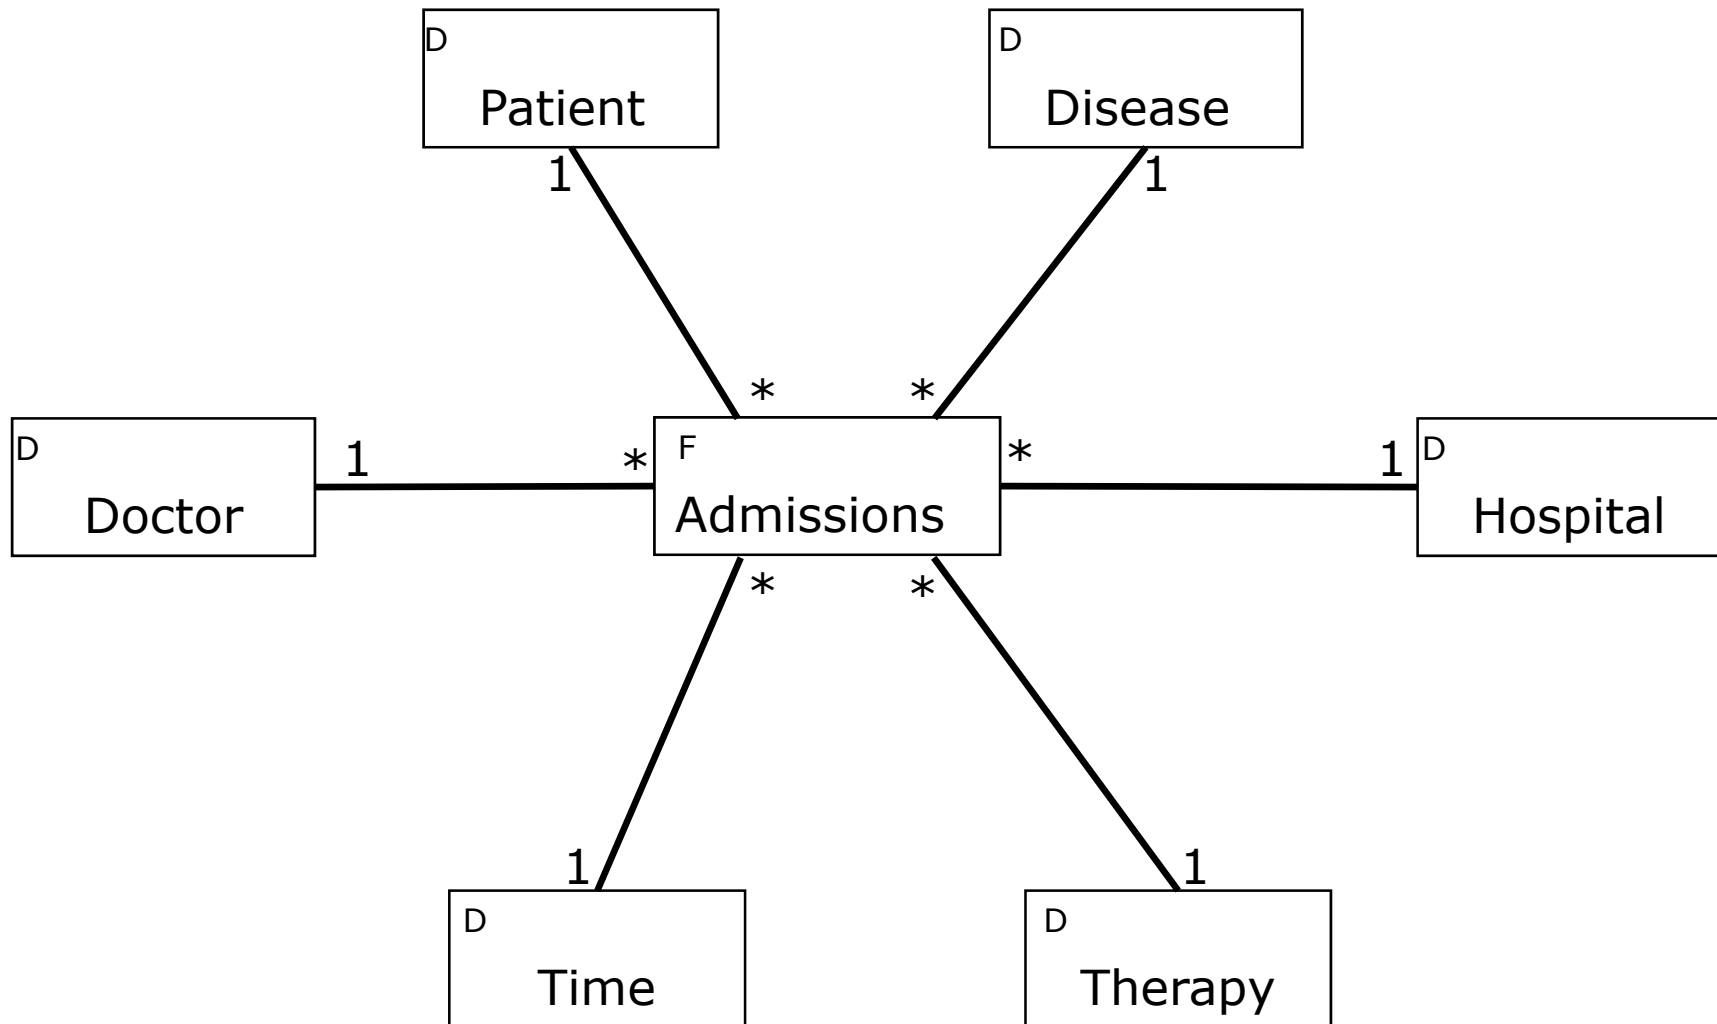 D
Patient
1
D
Disease
1
*
*
D
Doctor
1
*
F
Admissions
*
1
D
Hospital
*
*
1
1
D
Time
D
Therapy